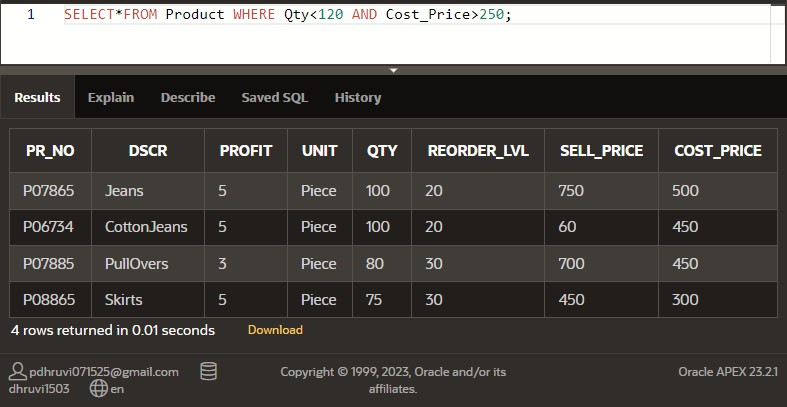 1 SELECT*FROM Product WHERE Qty<120 AND Cost_Price>250;
Results Explain Describe Saved SQL History
PR_NO DSCR PROFIT UNIT QTY REORDER_LVL SELL_PRICE COST_PRICE
P07865 Jeans 5 Piece 100 20 750 500
P06734 CottonJeans 5 Piece 100 20 60 450
P07885 PullOvers 3 Piece 80 30 700 450
P08865 Skirts 5 Piece 75 30 450 300
4 rows returned in 0.01 seconds Download
pdhruvi071525@gmail.com
dhruvi1503 en
Copyright © 1999, 2023, Oracle and/or its
affiliates.
Oracle APEX 23.2.1